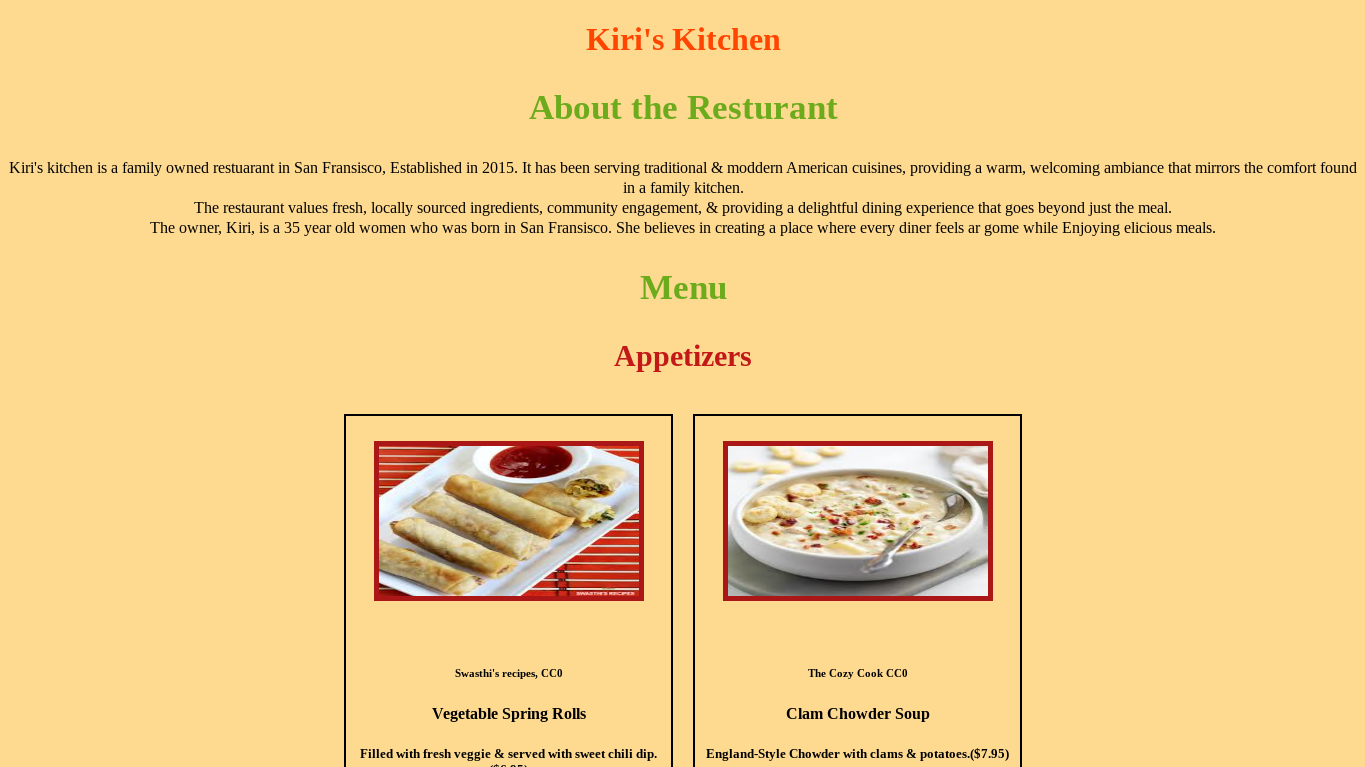 Kiri's Kitchen
About the Resturant
Kiri's kitchen is a family owned restuarant in San Fransisco, Established in 2015. It has been serving traditional & moddern American cuisines, providing a warm, welcoming ambiance that mirrors the comfort found
in a family kitchen.
The restaurant values fresh, locally sourced ingredients, community engagement, & providing a delightful dining experience that goes beyond just the meal.
The owner, Kiri, is a 35 year old women who was born in San Fransisco. She believes in creating a place where every diner feels ar gome while Enjoying elicious meals.
Menu
Appetizers
SWASTHI'S RECIPES
Swasthi's recipes, CC0
Vegetable Spring Rolls
Filled with fresh veggie & served with sweet chili dip.
The Cozy Cook CC0
Clam Chowder Soup
England-Style Chowder with clams & potatoes.($7.95)